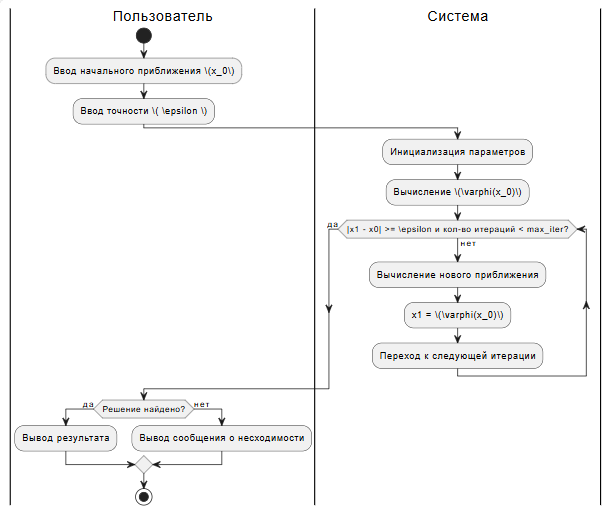 Пользователь
Система
Ввод начального приближения \(x_0\)
Ввод точности \( \epsilon \)
Инициализация параметров
Вычисление \(\varphi(x_0)\)
да
|x1 - x0| >= \epsilon и кол-во итераций < max_iter?
нет
Вычисление нового приближения
x1 = \(\varphi(x_0)\)
Переход к следующей итерации
да
Решение найдено?
нет
Вывод результата
Вывод сообщения о несходимости